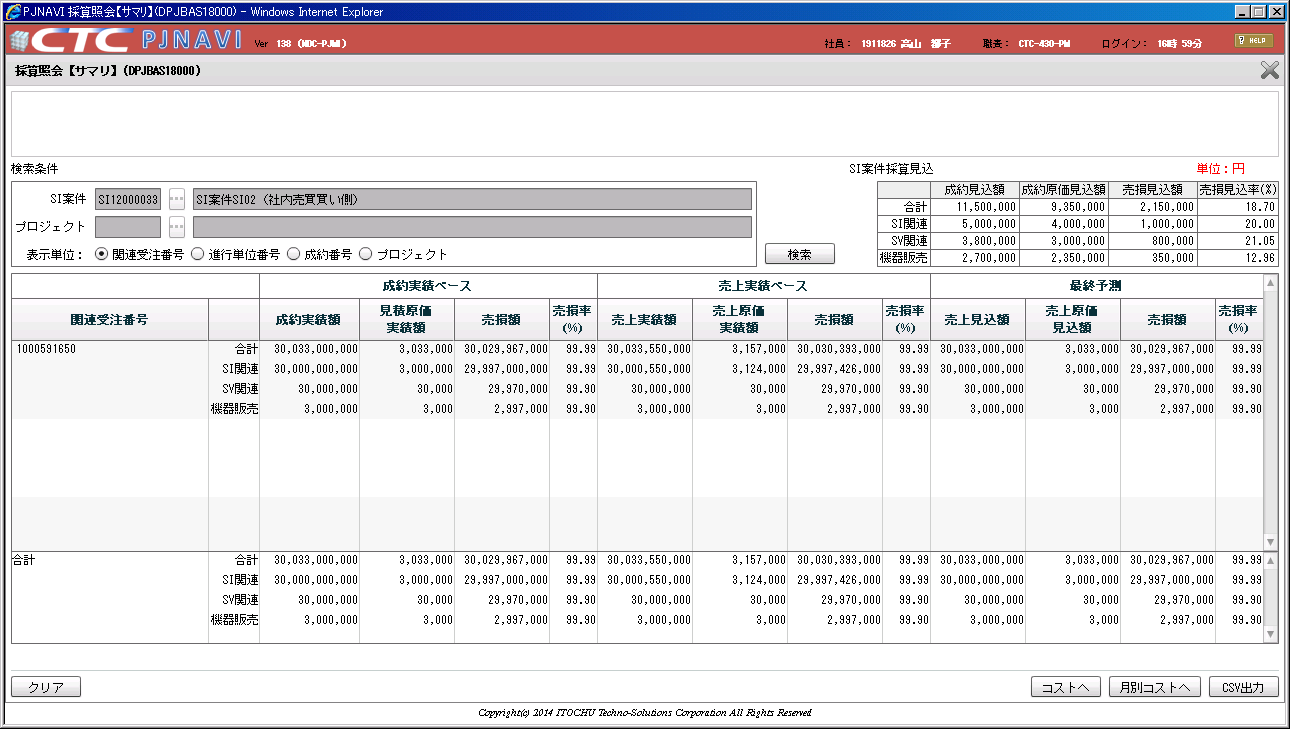 PJNAVI 採算照会【サマリ】(DPJBAS18000) - Windows Internet Explorer
CTC PJNAVI Ver 138 (NDC-PJMI) 社員： 1911826 高山 郷子 職責： CTC-430-PM ログイン： 16時 59分 ? HELP
採算照会【サマリ】(DPJBAS18000)
検索条件 SI案件採算見込 単位：円
SI案件 SI12000033 ... SI案件SI02（社内売買買い側）
プロジェクト ...
表示単位： 関連受注番号 進行単位番号 成約番号 プロジェクト 検索
成約見込額 成約原価見込額 売損見込額 売損見込率(%)
合計 11,500,000 9,350,000 2,150,000 18.70
SI関連 5,000,000 4,000,000 1,000,000 20.00
SV関連 3,800,000 3,000,000 800,000 21.05
機器販売 2,700,000 2,350,000 350,000 12.96
成約実績ベース 売上実績ベース 最終予測
関連受注番号 成約実績額 見積原価実績額 売損額 売損率(%) 売上実績額 売上原価実績額 売損額 売損率(%) 売上見込額 売上原価見込額 売損額 売損率(%)
1000591650 合計 30,033,000,000 3,033,000 30,029,967,000 99.99 30,033,550,000 3,157,000 30,030,393,000 99.99 30,033,000,000 3,033,000 30,029,967,000 99.99
SI関連 30,000,000,000 3,000,000 29,997,000,000 99.99 30,000,550,000 3,124,000 29,997,426,000 99.99 30,000,000,000 3,000,000 29,997,000,000 99.99
SV関連 30,000,000 30,000 29,970,000 99.90 30,000,000 30,000 29,970,000 99.90 30,000,000 30,000 29,970,000 99.90
機器販売 3,000,000 3,000 2,997,000 99.90 3,000,000 3,000 2,997,000 99.90 3,000,000 3,000 2,997,000 99.90
合計 合計 30,033,000,000 3,033,000 30,029,967,000 99.99 30,033,550,000 3,157,000 30,030,393,000 99.99 30,033,000,000 3,033,000 30,029,967,000 99.99
SI関連 30,000,000,000 3,000,000 29,997,000,000 99.99 30,000,550,000 3,124,000 29,997,426,000 99.99 30,000,000,000 3,000,000 29,997,000,000 99.99
SV関連 30,000,000 30,000 29,970,000 99.90 30,000,000 30,000 29,970,000 99.90 30,000,000 30,000 29,970,000 99.90
機器販売 3,000,000 3,000 2,997,000 99.90 3,000,000 3,000 2,997,000 99.90 3,000,000 3,000 2,997,000 99.90
クリア コストへ 月別コストへ CSV出力
Copyright(c) 2014 ITOCHU Techno-Solutions Corporation All Rights Reserved